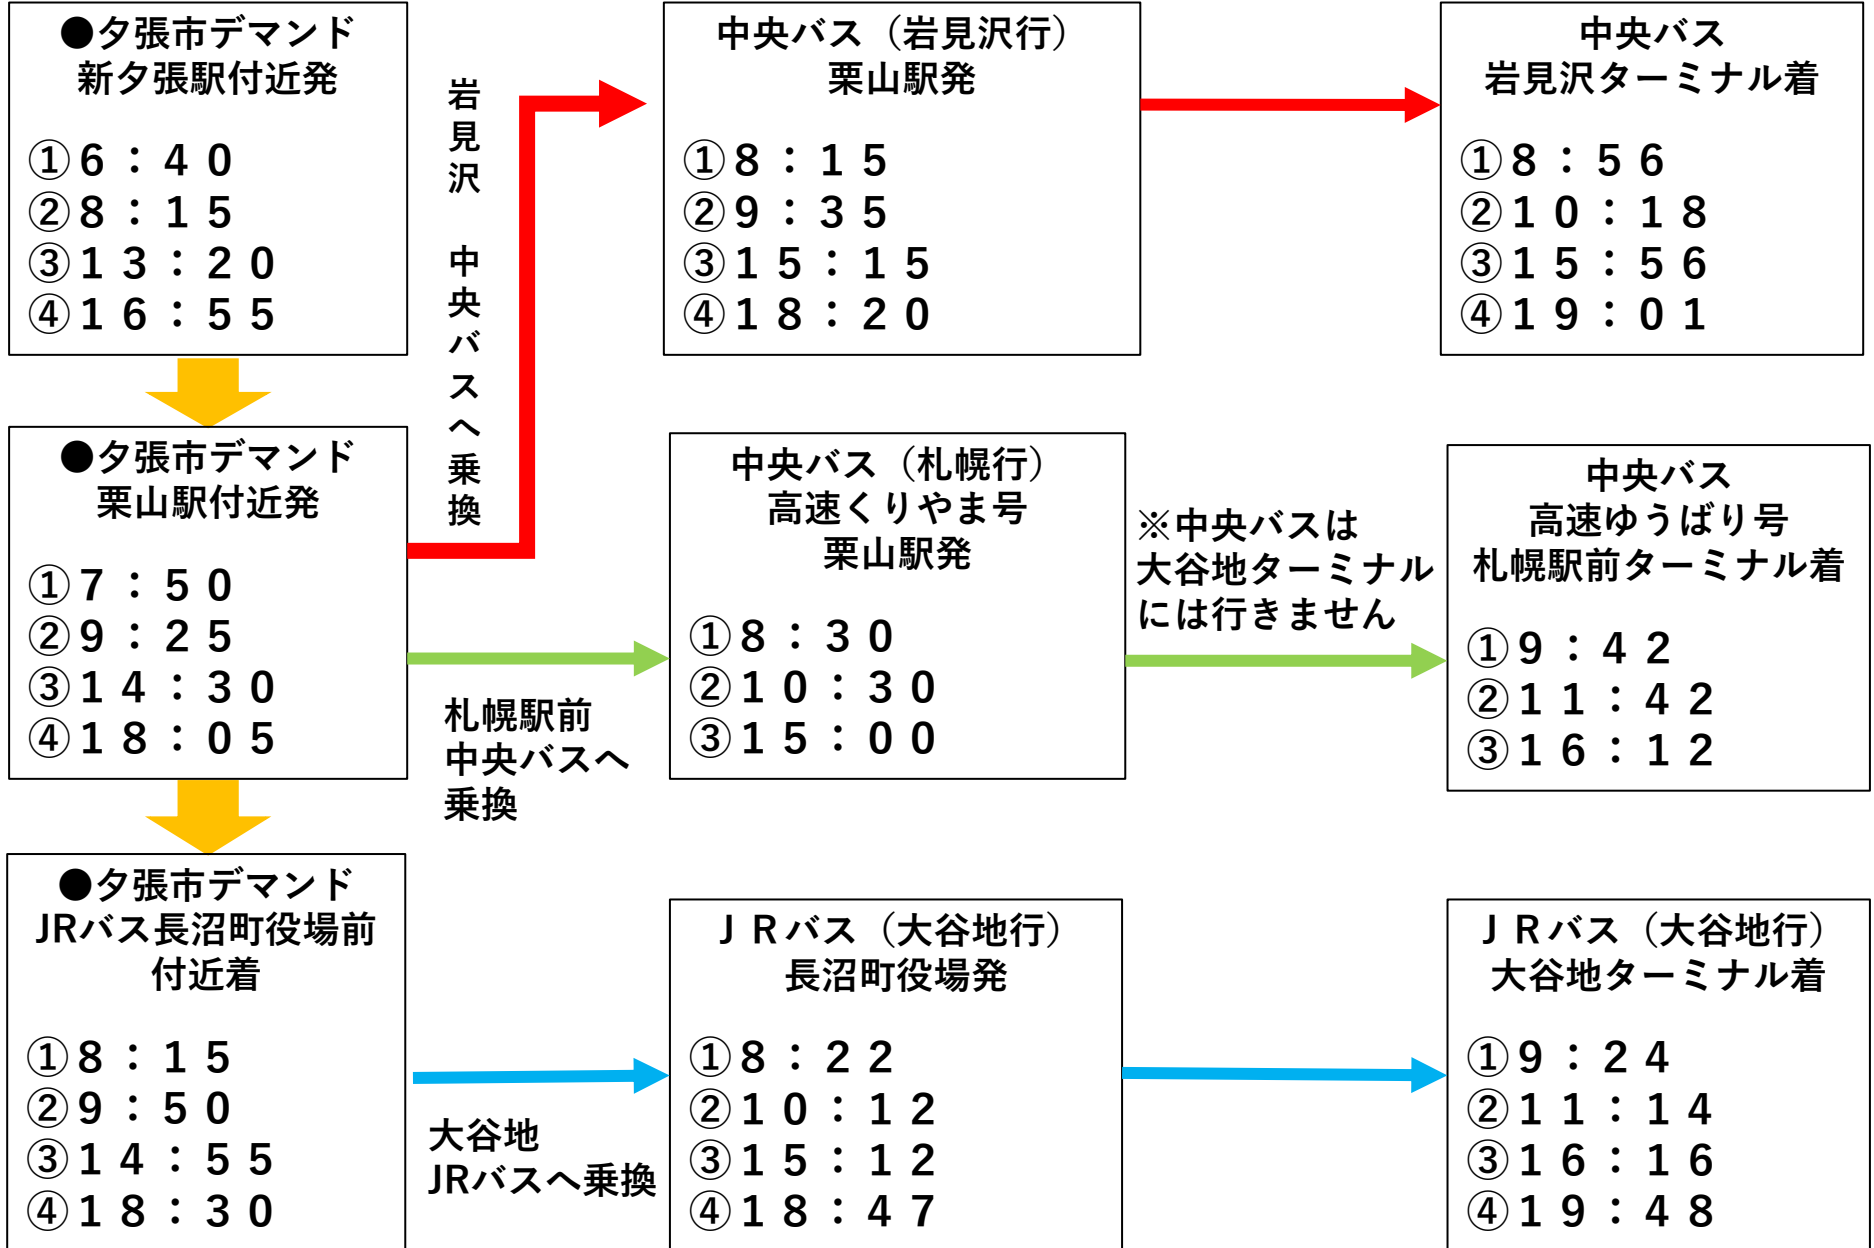 ●夕張市デマンド
新夕張駅付近発
①６：４０
②８：１５
③１３：２０
④１６：５５
岩見沢　中央バスへ乗換
中央バス（岩見沢行）
栗山駅発
①８：１５
②９：３５
③１５：１５
④１８：２０
中央バス
岩見沢ターミナル着
①８：５６
②１０：１８
③１５：５６
④１９：０１
●夕張市デマンド
栗山駅付近発
①７：５０
②９：２５
③１４：３０
④１８：０５
札幌駅前
中央バスへ
乗換
中央バス（札幌行）
高速くりやま号
栗山駅発
①８：３０
②１０：３０
③１５：００
※中央バスは
大谷地ターミナル
には行きません
中央バス
高速ゆうばり号
札幌駅前ターミナル着
①９：４２
②１１：４２
③１６：１２
●夕張市デマンド
JRバス長沼町役場前
付近着
①８：１５
②９：５０
③１４：５５
④１８：３０
大谷地
JRバスへ乗換
ＪＲバス（大谷地行）
長沼町役場発
①８：２２
②１０：１２
③１５：１２
④１８：４７
ＪＲバス（大谷地行）
大谷地ターミナル着
①９：２４
②１１：１４
③１６：１６
④１９：４８